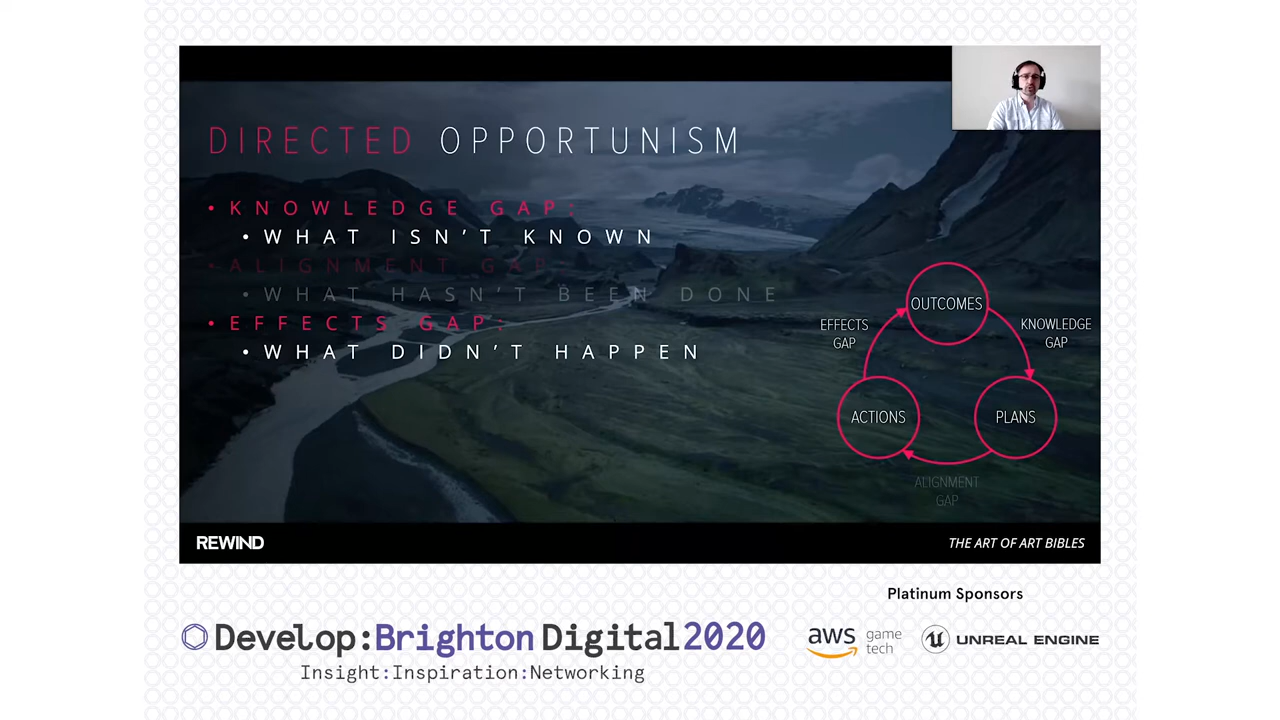 DIRECTED OPPORTUNISM
• KNOWLEDGE GAP:
• WHAT ISN'T KNOWN
• ALIGNMENT GAP:
• WHAT HASN'T BEEN DONE
• EFFECTS GAP:
• WHAT DIDN'T HAPPEN
OUTCOMES
EFFECTS
GAP
KNOWLEDGE
GAP
ACTIONS
PLANS
ALIGNMENT
GAP
REWIND
THE ART OF ART BIBLES
Platinum Sponsors
Develop:Brighton Digital 2020
Insight:Inspiration:Networking
aws game
tech
UNREAL ENGINE